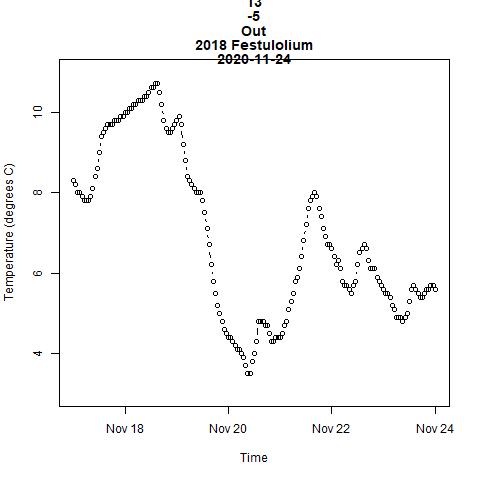 13
-5
Out
2018 Festulolium
2020-11-24
Temperature (degrees C)
10
8
6
4
Nov 18 Nov 20 Nov 22 Nov 24
Time